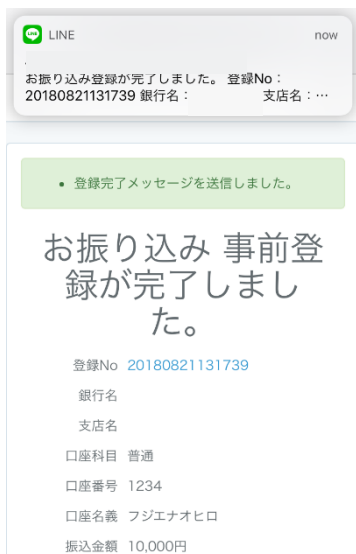 LINE now
お振り込み登録が完了しました。 登録No：
20180821131739 銀行名： 支店名：…
登録完了メッセージを送信しました。
お振り込み 事前登
録が完了しまし
た。
登録No 20180821131739
銀行名
支店名
口座科目 普通
口座番号 1234
口座名義 フジエナオヒロ
振込金額 10,000円